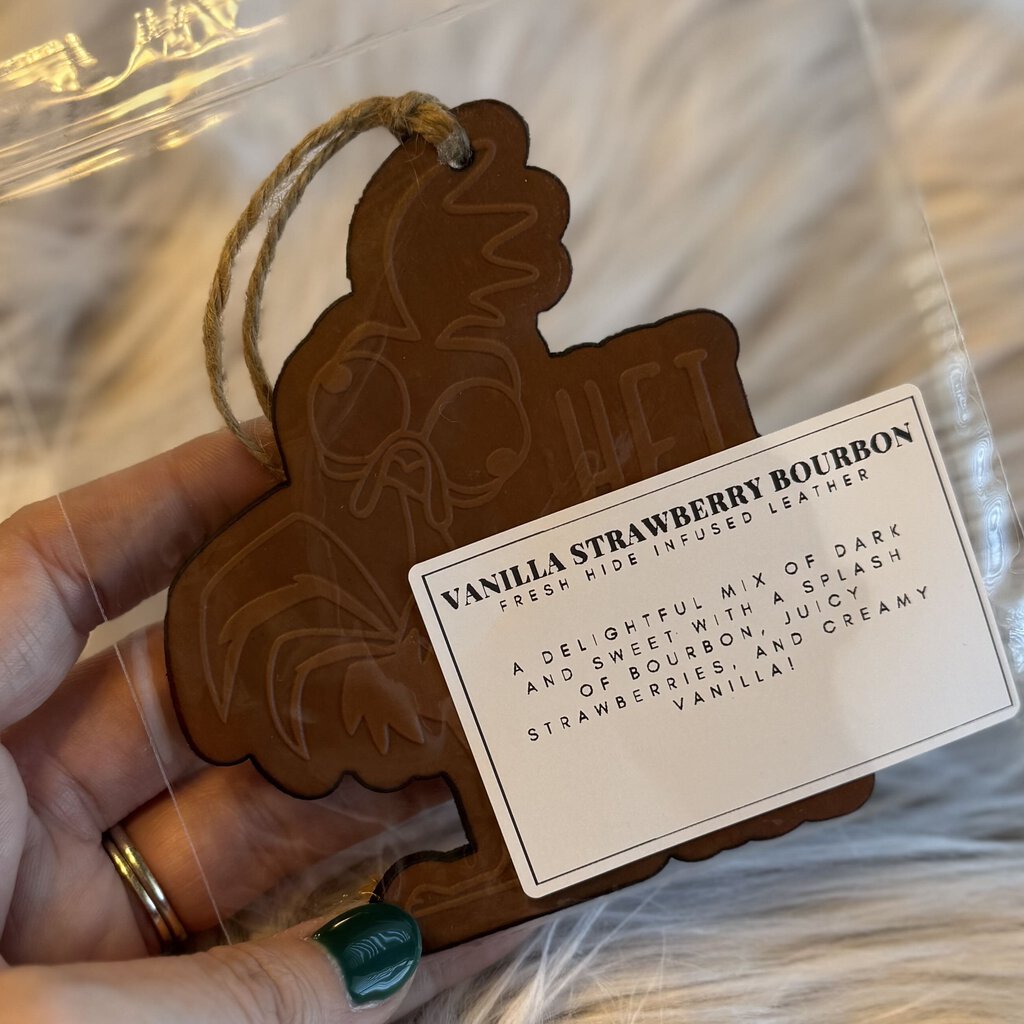 HEI
VANILLA STRAWBERRY BOURBON
FRESH HIDE INFUSED LEATHER
A DELIGHTFUL MIX OF DARK
AND SWEET WITH A SPLASH
OF BOURBON, JUICY
STRAWBERRIES, AND CREAMY
VANILLA!